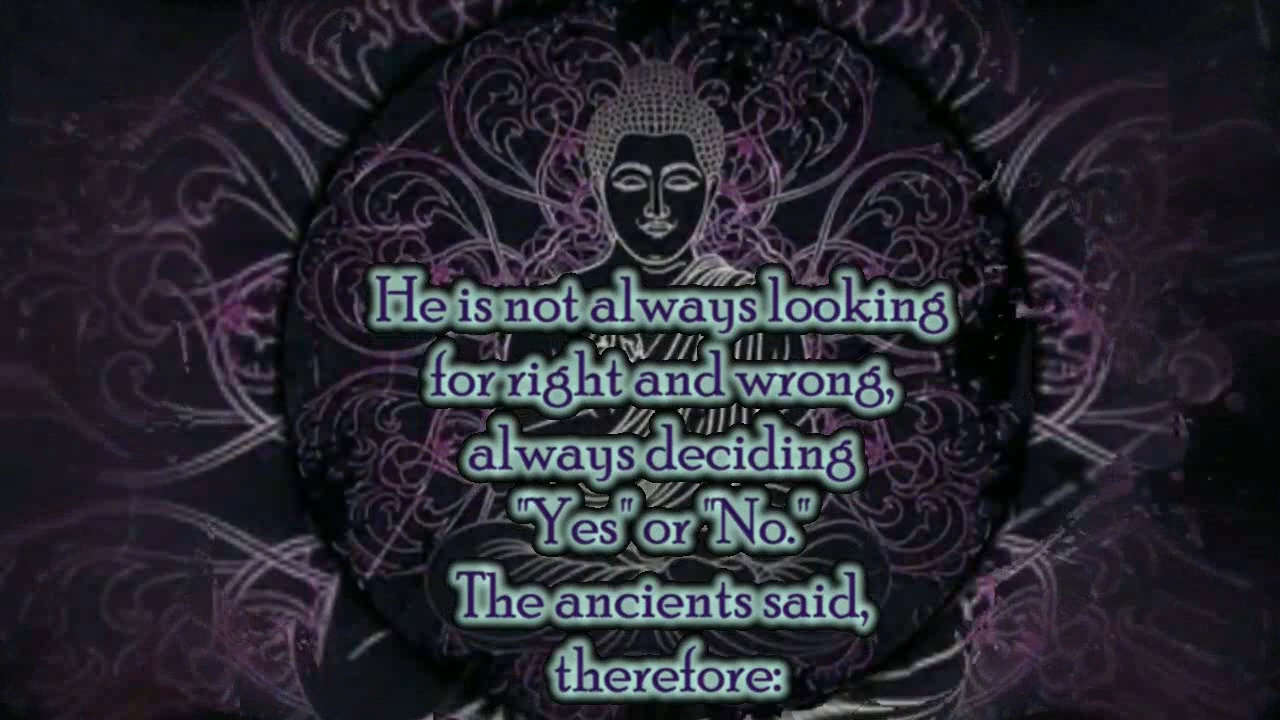 He is not always looking
for right and wrong,
always deciding
"Yes" or "No."
The ancients said,
therefore: